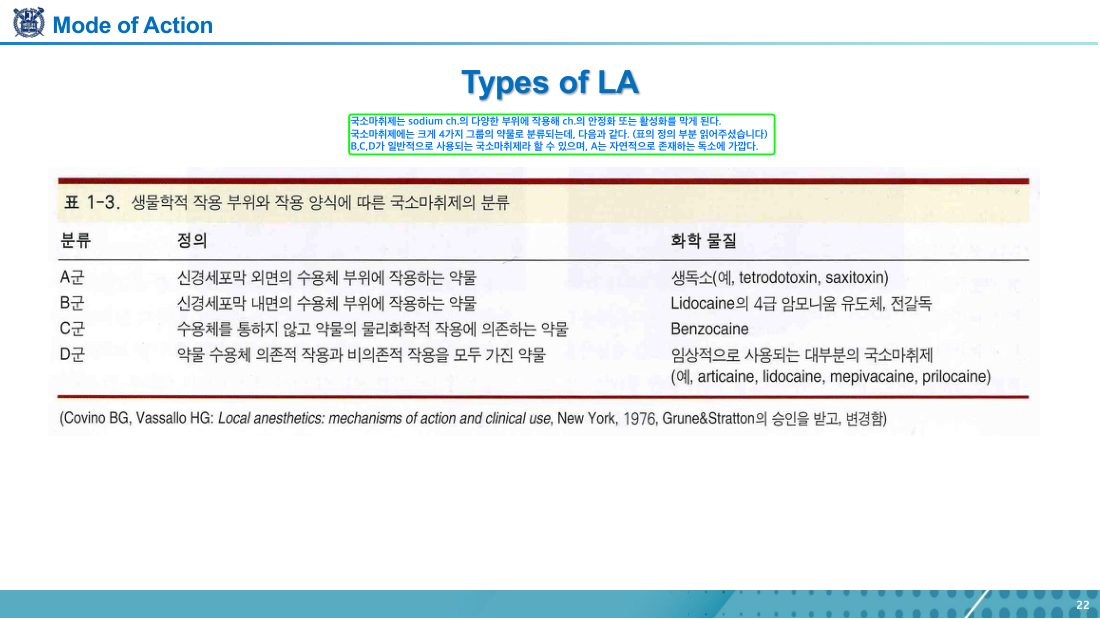 Mode of Action
Types of LA
국소마취제는 sodium ch.의 다양한 부위에 작용해 ch.의 안정화 또는 활성화를 막게 된다.
국소마취제에는 크게 4가지 그룹의 약물로 분류되는데, 다음과 같다. (표의 정의 부분 읽어주셨습니다)
B,C,D가 일반적으로 사용되는 국소마취제라 할 수 있으며, A는 자연적으로 존재하는 독소에 가깝다.
표 1-3. 생물학적 작용 부위와 작용 양식에 따른 국소마취제의 분류
분류 정의 화학 물질
A군 신경세포막 외면의 수용체 부위에 작용하는 약물 생독소(예, tetrodotoxin, saxitoxin)
B군 신경세포막 내면의 수용체 부위에 작용하는 약물 Lidocaine의 4급 암모니움 유도체, 전갈독
C군 수용체를 통하지 않고 약물의 물리화학적 작용에 의존하는 약물 Benzocaine
D군 약물 수용체 의존적 작용과 비의존적 작용을 모두 가진 약물 임상적으로 사용되는 대부분의 국소마취제
(예, articaine, lidocaine, mepivacaine, prilocaine)
(Covino BG, Vassallo HG: Local anesthetics: mechanisms of action and clinical use, New York, 1976, Grune&Stratton의 승인을 받고, 변경함)
22